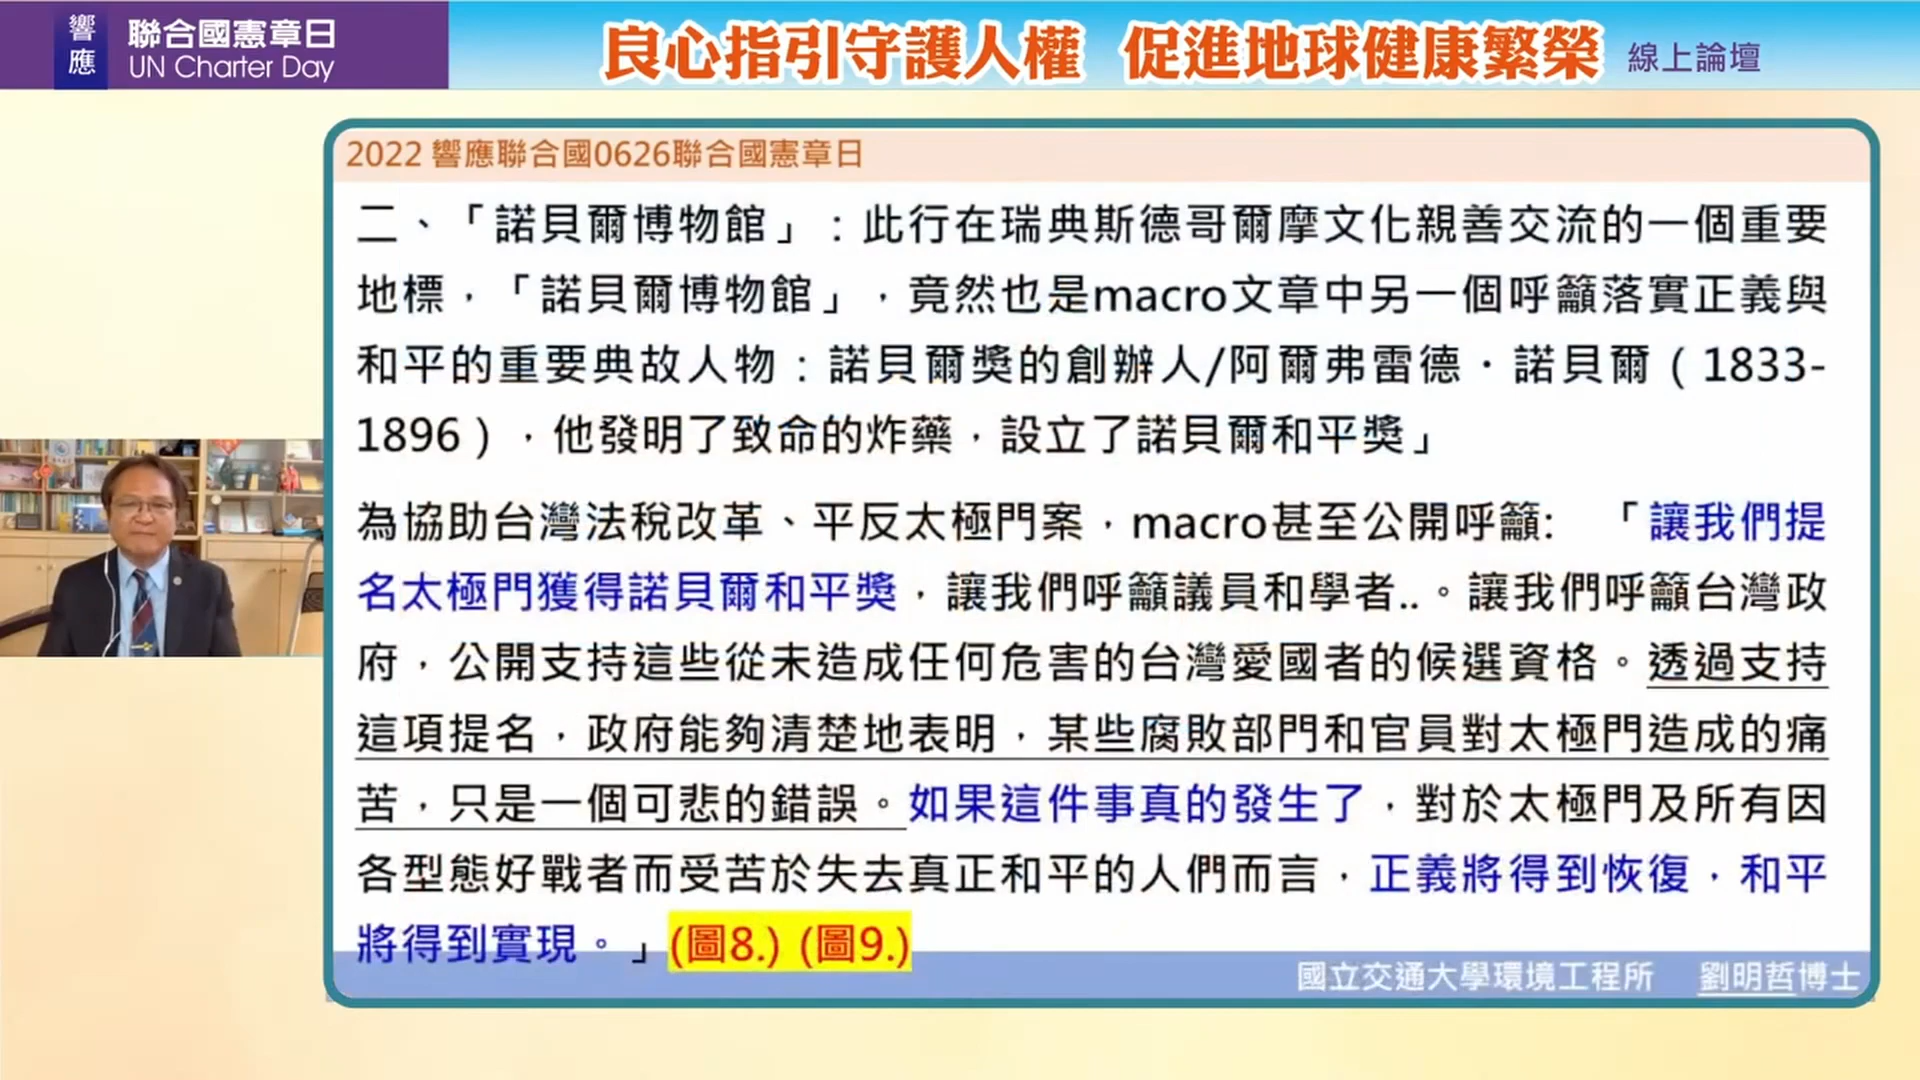 響應
聯合國憲章日
UN Charter Day
良心指引守護人權 促進地球健康繁榮 線上論壇
2022 響應聯合國0626聯合國憲章日
二、「諾貝爾博物館」：此行在瑞典斯德哥爾摩文化親善交流的一個重要
地標，「諾貝爾博物館」，竟然也是macro文章中另一個呼籲落實正義與
和平的重要典故人物：諾貝爾獎的創辦人/阿爾弗雷德・諾貝爾（1833-
1896），他發明了致命的炸藥，設立了諾貝爾和平獎」
為協助台灣法稅改革、平反太極門案，macro甚至公開呼籲: 「讓我們提
名太極門獲得諾貝爾和平獎，讓我們呼籲議員和學者..。讓我們呼籲台灣政
府，公開支持這些從未造成任何危害的台灣愛國者的候選資格。透過支持
這項提名，政府能夠清楚地表明，某些腐敗部門和官員對太極門造成的痛
苦，只是一個可悲的錯誤。如果這件事真的發生了，對於太極門及所有因
各型態好戰者而受苦於失去真正和平的人們而言，正義將得到恢復，和平
將得到實現。」(圖8.) (圖9.)
國立交通大學環境工程所 劉明哲博士